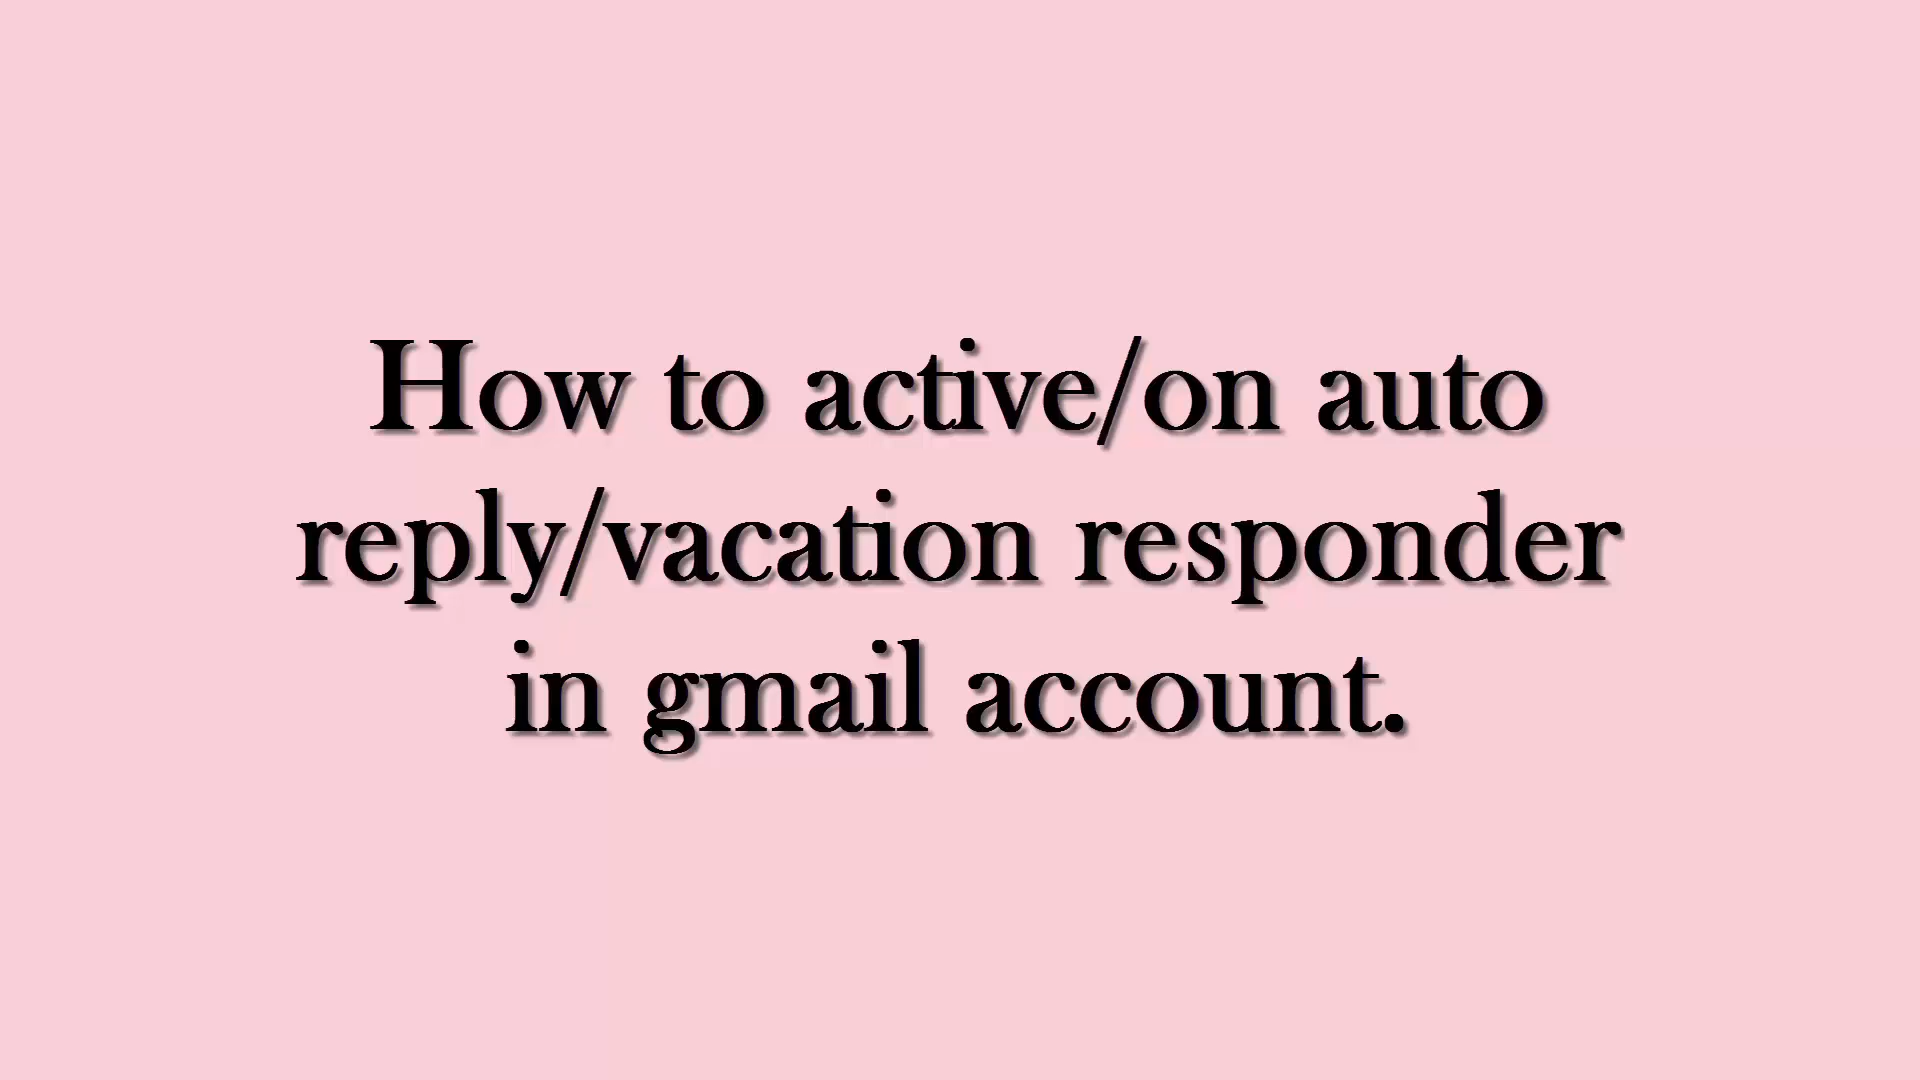 How to active/on auto
reply/vacation responder
in gmail account.